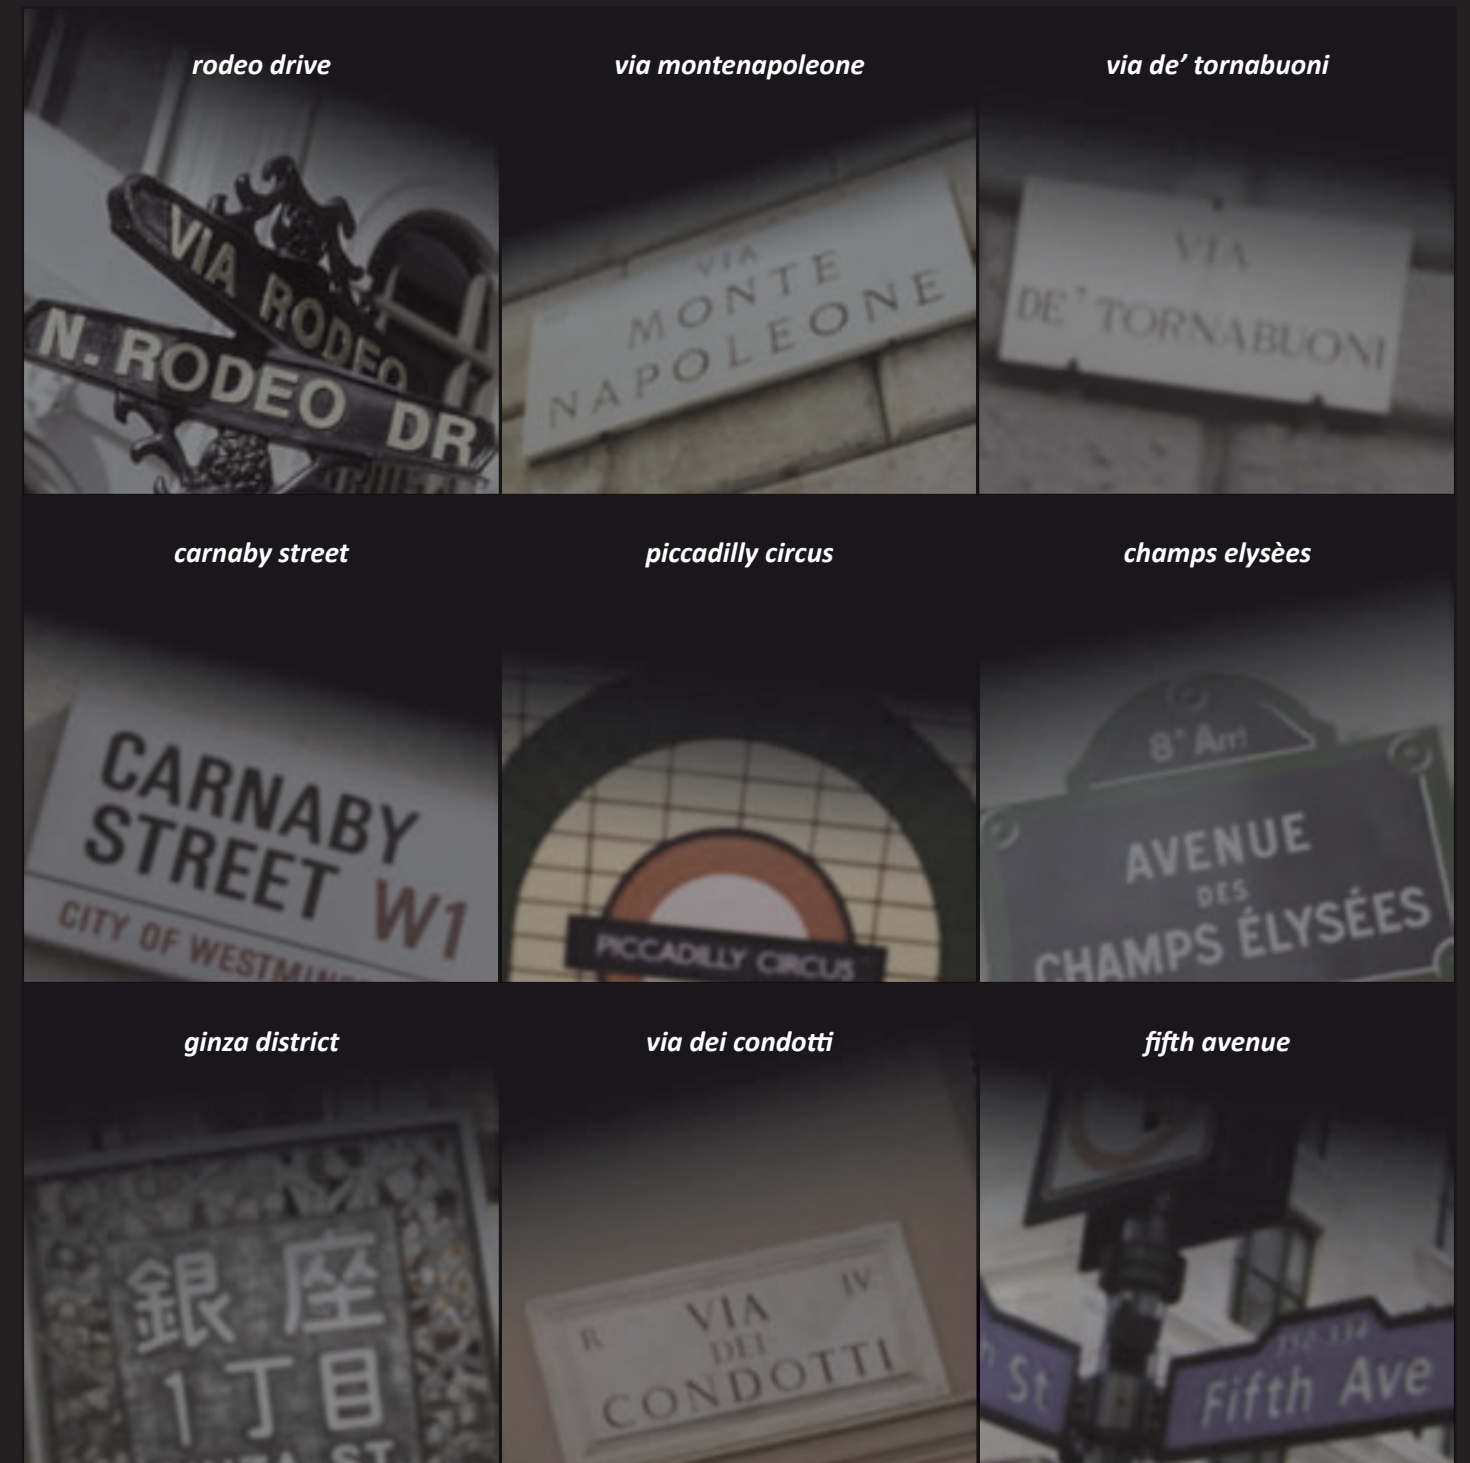 rodeo drive
VIA RODEO
N. RODEO DR
via montenapoleone
VIA
MONTE
NAPOLEONE
via de’ tornabuoni
VIA
DE' TORNABUONI
carnaby street
CARNABY
STREET W1
CITY OF
piccadilly circus
PICCADILLY CIRCUS
champs elysèes
8e Arrt
AVENUE
DES
CHAMPS ÉLYSÉES
ginza district
銀座
1丁目
ST
via dei condotti
R IV
VIA
DEI
CONDOTTI
fifth avenue
St
Fifth Ave